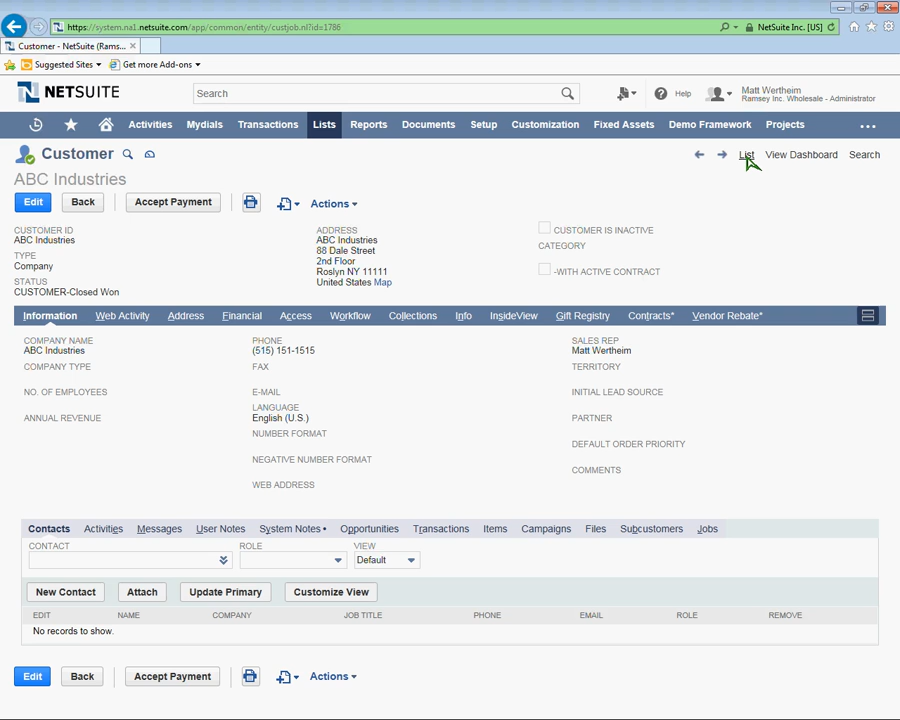 https://system.na1.netsuite.com/app/common/entity/custjob.nl?id=1786
NetSuite Inc. [US]
Customer - NetSuite (Rams...
Suggested Sites
Get more Add-ons
NETSUITE
Search
Help
Matt Wertheim
Ramsey Inc. Wholesale - Administrator
Activities Mydials Transactions Lists Reports Documents Setup Customization Fixed Assets Demo Framework Projects
Customer
List View Dashboard Search
ABC Industries
Edit Back Accept Payment Actions
CUSTOMER ID
ABC Industries
TYPE
Company
STATUS
CUSTOMER-Closed Won
ADDRESS
ABC Industries
88 Dale Street
2nd Floor
Roslyn NY 11111
United States Map
CUSTOMER IS INACTIVE
CATEGORY
-WITH ACTIVE CONTRACT
Information Web Activity Address Financial Access Workflow Collections Info InsideView Gift Registry Contracts* Vendor Rebate*
COMPANY NAME
ABC Industries
COMPANY TYPE
NO. OF EMPLOYEES
ANNUAL REVENUE
PHONE
(515) 151-1515
FAX
E-MAIL
LANGUAGE
English (U.S.)
NUMBER FORMAT
NEGATIVE NUMBER FORMAT
WEB ADDRESS
SALES REP
Matt Wertheim
TERRITORY
INITIAL LEAD SOURCE
PARTNER
DEFAULT ORDER PRIORITY
COMMENTS
Contacts Activities Messages User Notes System Notes • Opportunities Transactions Items Campaigns Files Subcustomers Jobs
CONTACT ROLE VIEW
Default
New Contact Attach Update Primary Customize View
EDIT NAME COMPANY JOB TITLE PHONE EMAIL ROLE REMOVE
No records to show.
Edit Back Accept Payment Actions